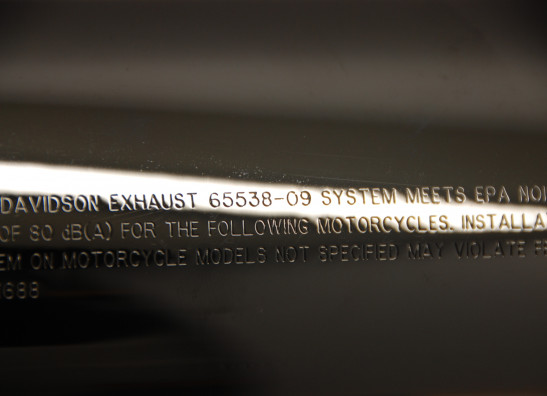 DAVIDSON EXHAUST 65538-09 SYSTEM MEETS EPA NOI
OF 80 dB(A) FOR THE FOLLOWING MOTORCYCLES. INSTALLA
EM ON MOTORCYCLE MODELS NOT SPECIFIED MAY VIOLATE FE
1688